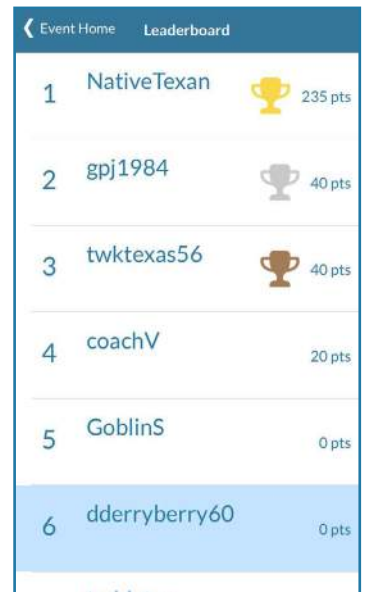 Event Home Leaderboard
1 NativeTexan 235 pts
2 gpj1984 40 pts
3 twktexas56 40 pts
4 coachV 20 pts
5 GoblinS 0 pts
6 dderryberry60 0 pts